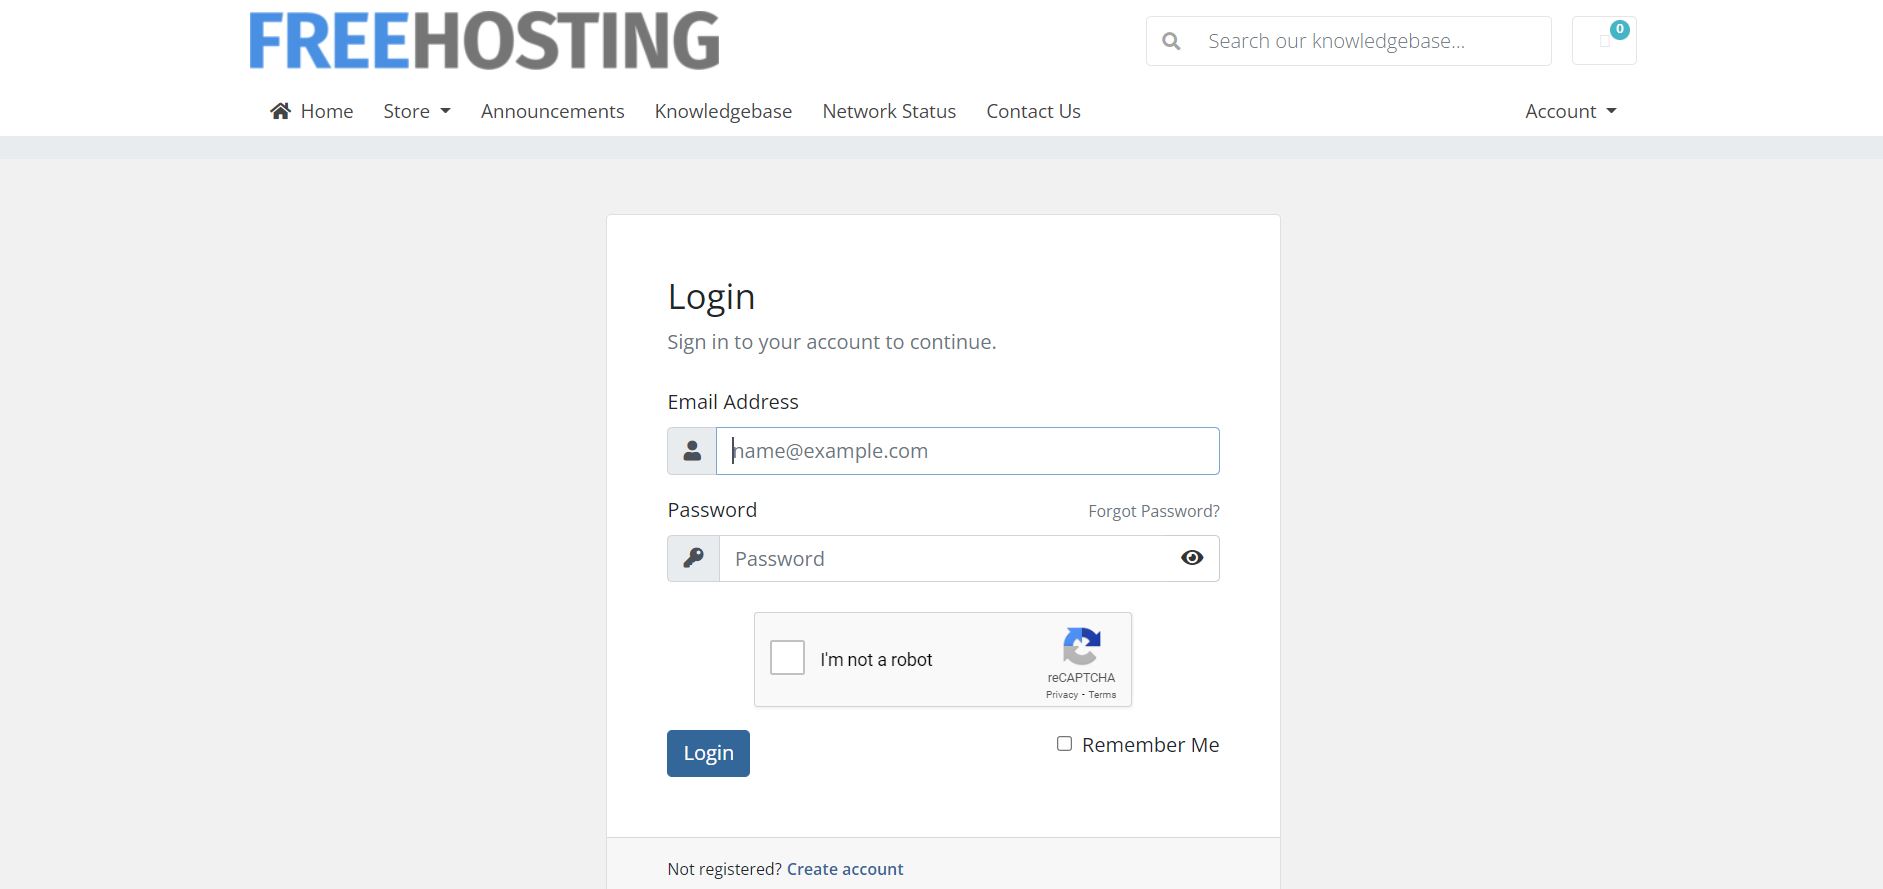 FREEHOSTING
Search our knowledgebase...
0
Home Store Announcements Knowledgebase Network Status Contact Us Account
Login
Sign in to your account to continue.
Email Address
name@example.com
Password Forgot Password?
Password
I'm not a robot
reCAPTCHA
Privacy - Terms
Login Remember Me
Not registered? Create account